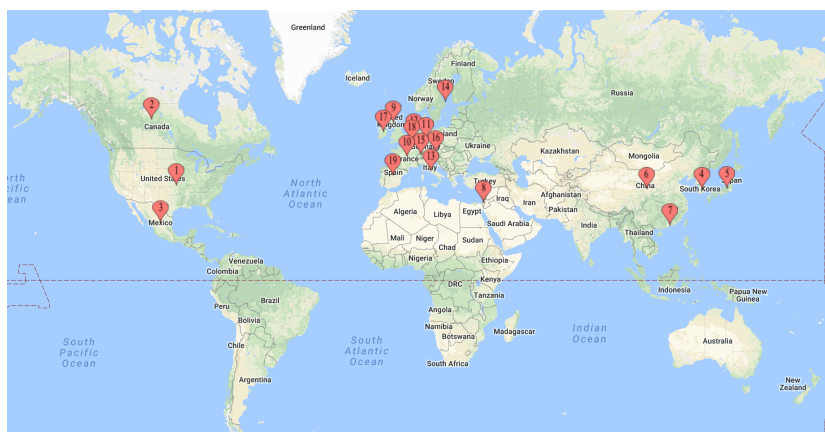 Greenland
Iceland
Finland
14
Norway
Russia
2
Canada
9
17
11
18
Ukraine
10
15
16
19
13
Spain
Italy
Kazakhstan
Mongolia
1
United States
North
Atlantic
Ocean
8
Turkey
Iraq
Iran
Afghanistan
Pakistan
6
China
4
South Korea
5
3
Mexico
Algeria
Libya
Egypt
Saudi Arabia
India
7
Thailand
Mali
Niger
Chad
Sudan
Nigeria
Ethiopia
Venezuela
Colombia
DRC
Kenya
Tanzania
Indonesia
Papua New
Guinea
Peru
Brazil
Bolivia
Angola
Namibia
Botswana
Madagascar
Chile
South
Pacific
Ocean
South
Atlantic
Ocean
Indian
Ocean
Australia
South Africa
Argentina
New
Zealand